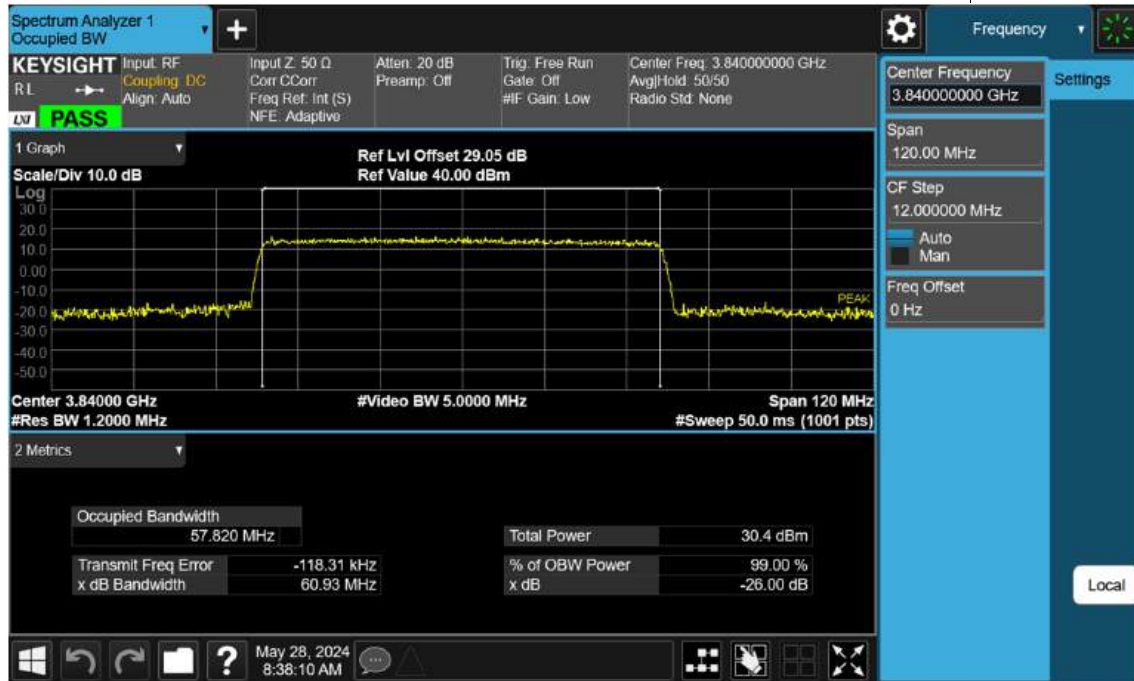 Spectrum Analyzer 1
Occupied BW
+
Frequency
KEYSIGHT
RL
LXI
PASS
Input: RF
Coupling: DC
Align: Auto
Input Z: 50 Ω
Corr CCorr
Freq Ref: Int (S)
NFE: Adaptive
Atten: 20 dB
Preamp: Off
Trig: Free Run
Gate: Off
#IF Gain: Low
Center Freq: 3.840000000 GHz
Avg|Hold: 50/50
Radio Std: None
1 Graph
Scale/Div 10.0 dB
Ref Lvl Offset 29.05 dB
Ref Value 40.00 dBm
Log
30.0
20.0
10.0
0.00
-10.0
-20.0
-30.0
-40.0
-50.0
PEAK
Center 3.84000 GHz
#Video BW 5.0000 MHz
Span 120 MHz
#Res BW 1.2000 MHz
#Sweep 50.0 ms (1001 pts)
2 Metrics
Occupied Bandwidth
57.820 MHz
Total Power 30.4 dBm
Transmit Freq Error -118.31 kHz
% of OBW Power 99.00 %
x dB Bandwidth 60.93 MHz
x dB -26.00 dB
Center Frequency
3.840000000 GHz
Settings
Span
120.00 MHz
CF Step
12.000000 MHz
Auto
Man
Freq Offset
0 Hz
Local
?
May 28, 2024
8:38:10 AM